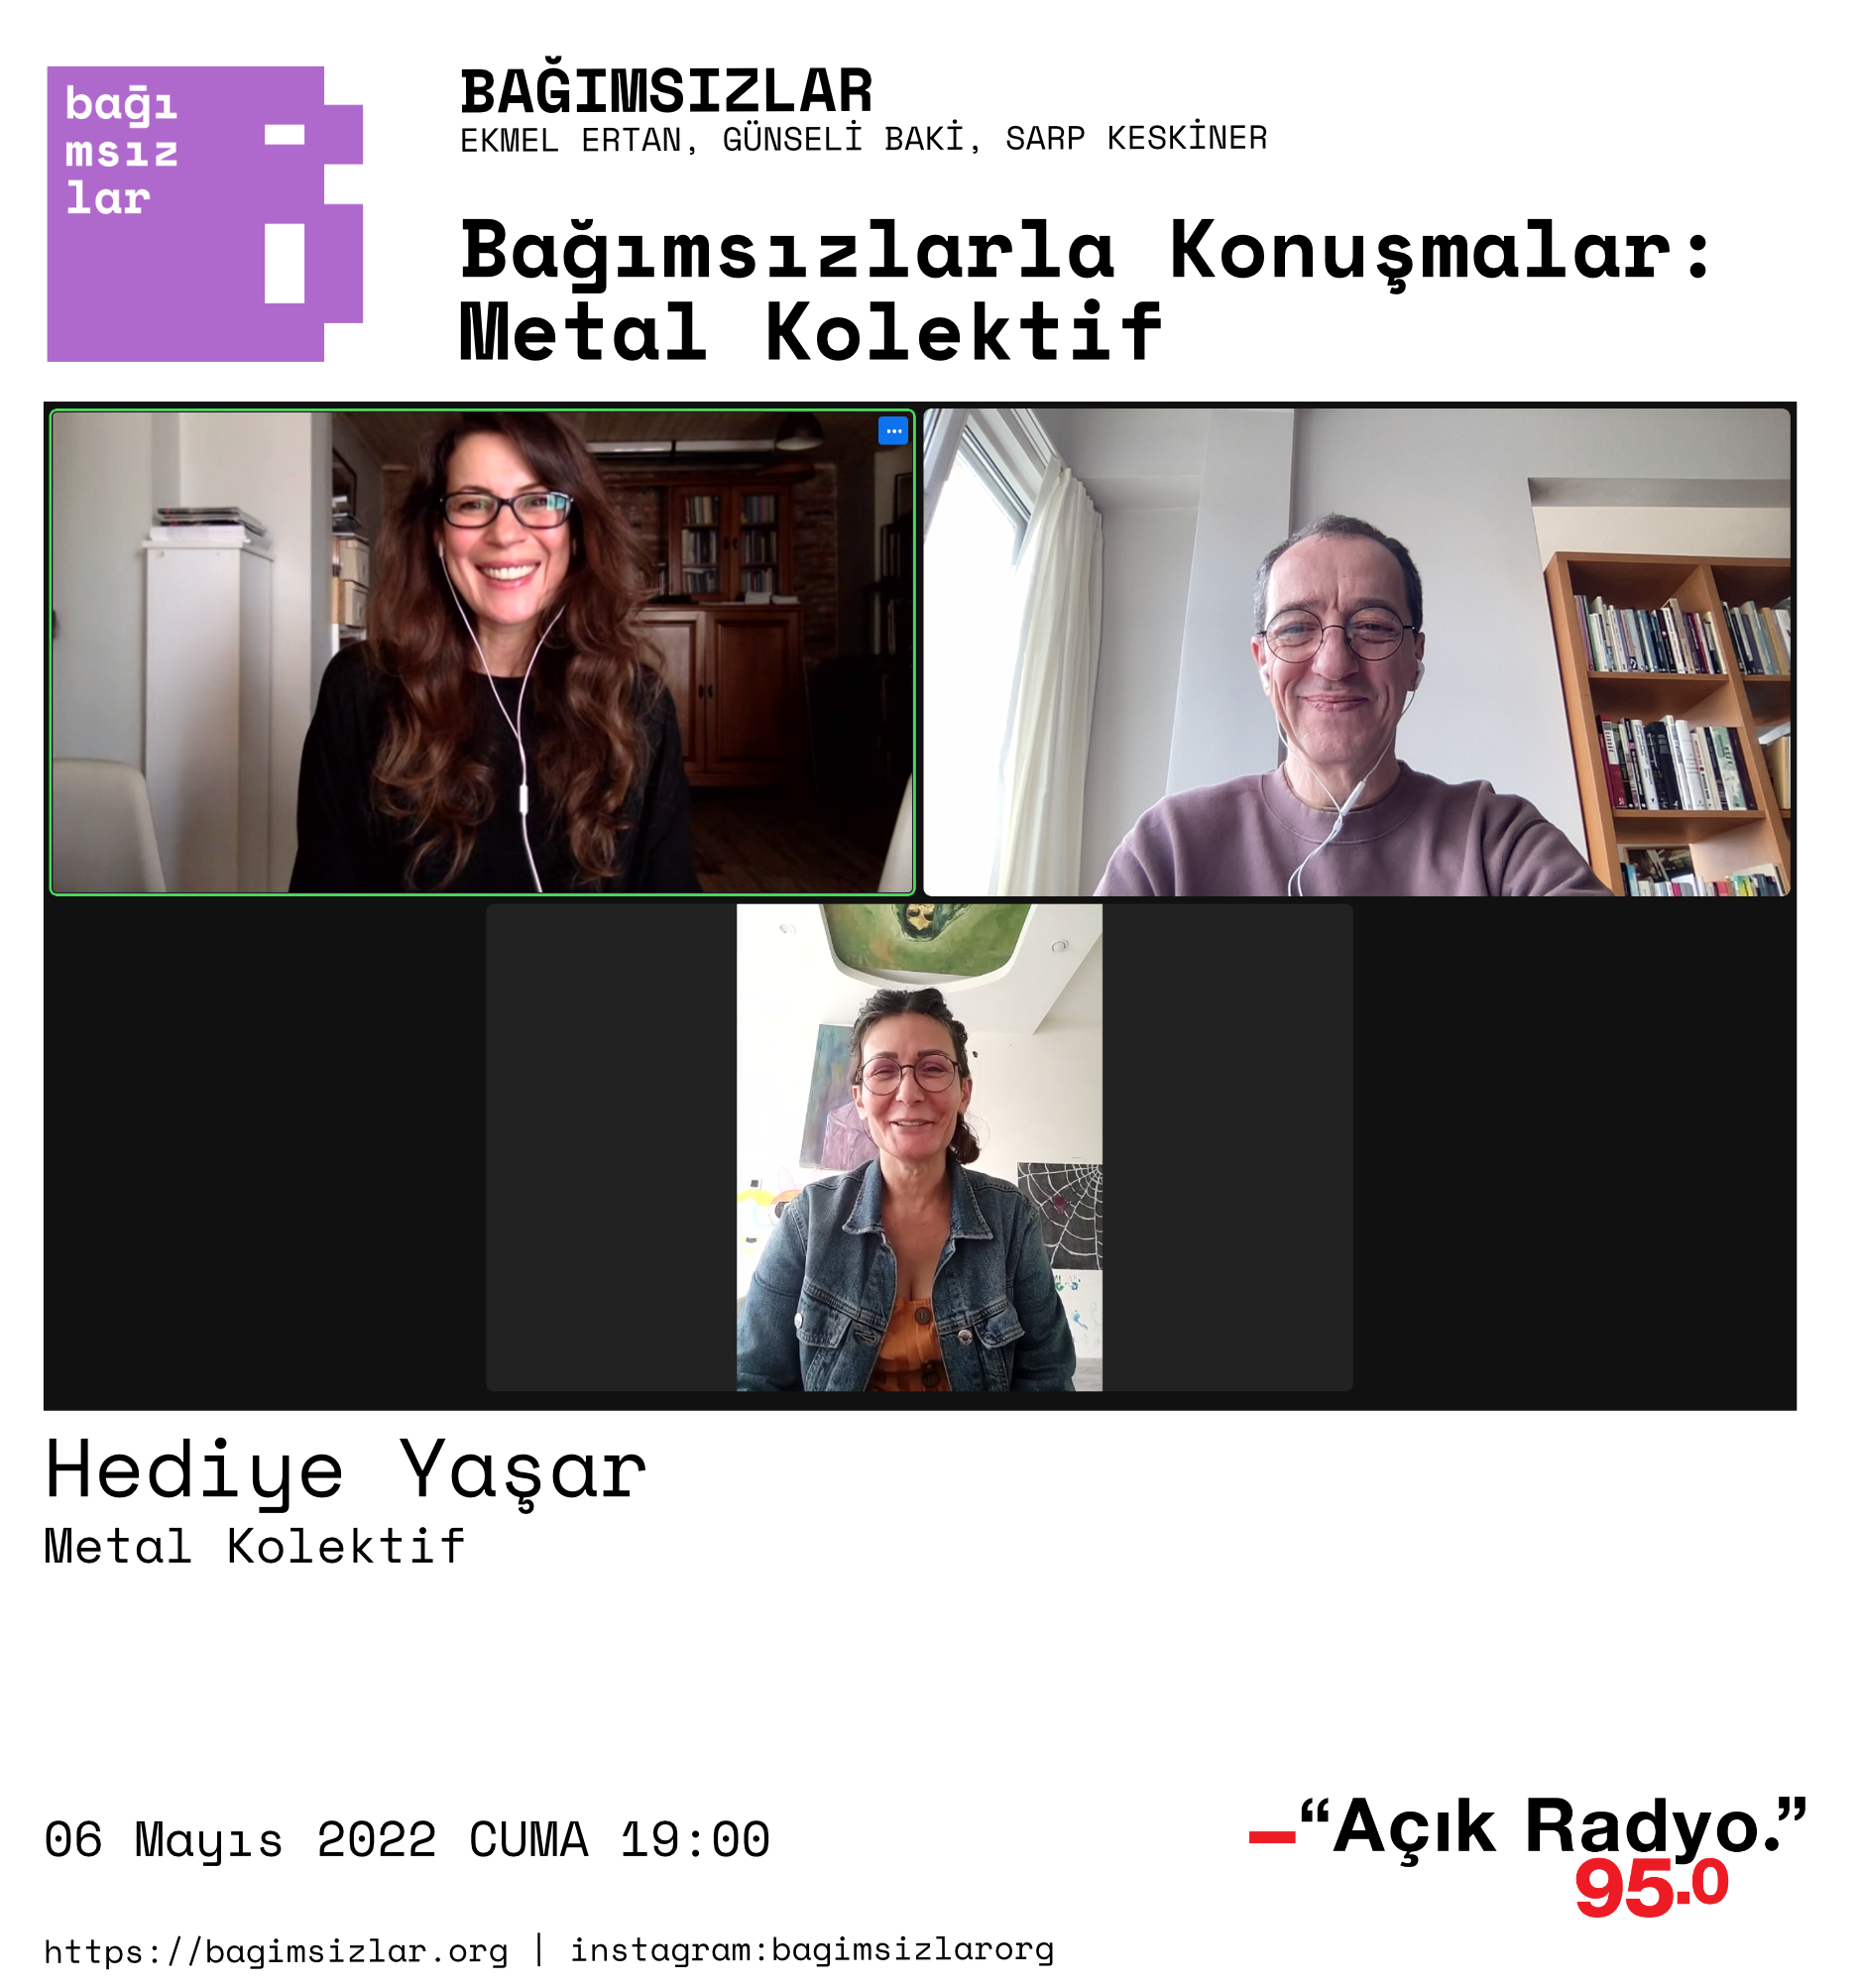 bağı
msız
lar
BAĞIMSIZLAR
EKMEL ERTAN, GÜNSELİ BAKİ, SARP KESKİNER
Bağımsızlarla Konuşmalar:
Metal Kolektif
Hediye Yaşar
Metal Kolektif
06 Mayıs 2022 CUMA 19:00
“Açık Radyo.”
95.0
https://bagimsizlar.org | instagram:bagimsizlarorg